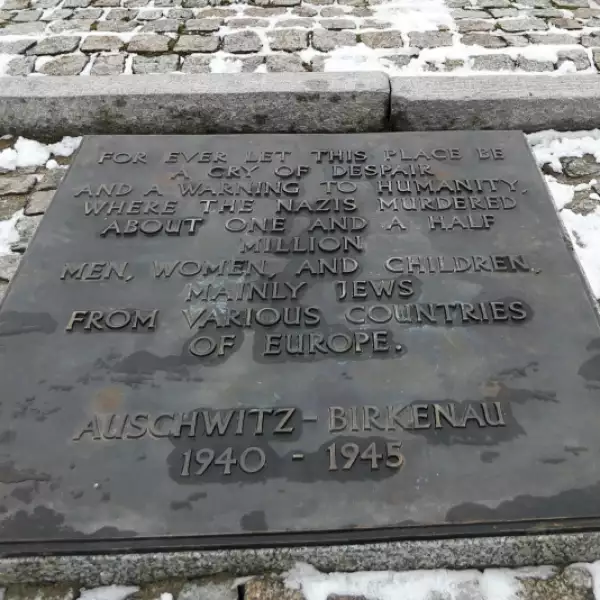 FOR EVER LET THIS PLACE BE
A CRY OF DESPAIR
AND A WARNING TO HUMANITY,
WHERE THE NAZIS MURDERED
ABOUT ONE AND A HALF
MILLION
MEN, WOMEN, AND CHILDREN,
MAINLY JEWS
FROM VARIOUS COUNTRIES
OF EUROPE.
AUSCHWITZ - BIRKENAU
1940 - 1945